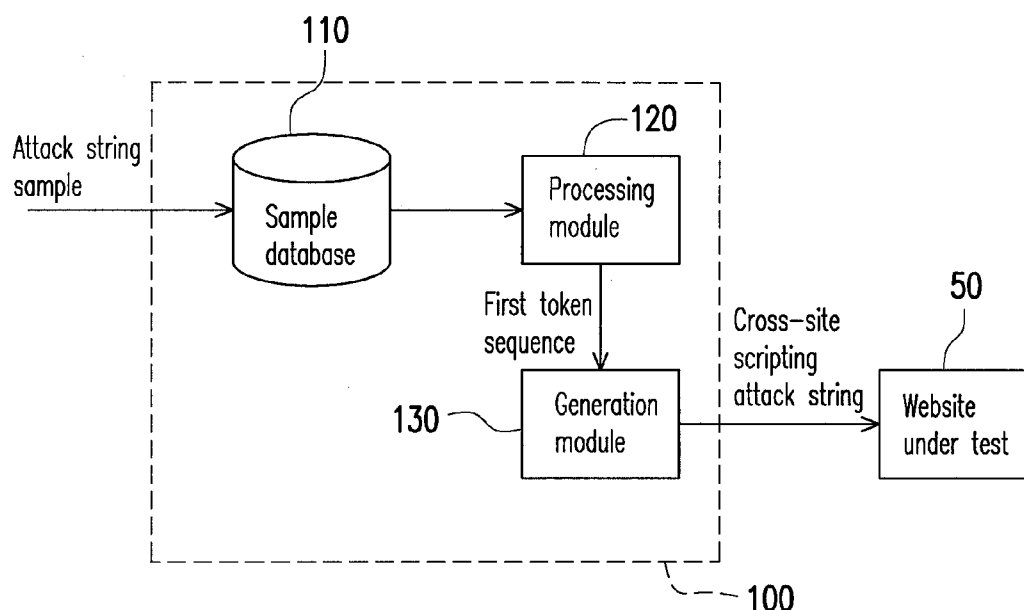 110
120
Attack string
sample
Sample
database
Processing
module
First token
sequence
50
Cross-site
scripting
attack string
130
Generation
module
Website
under test
100